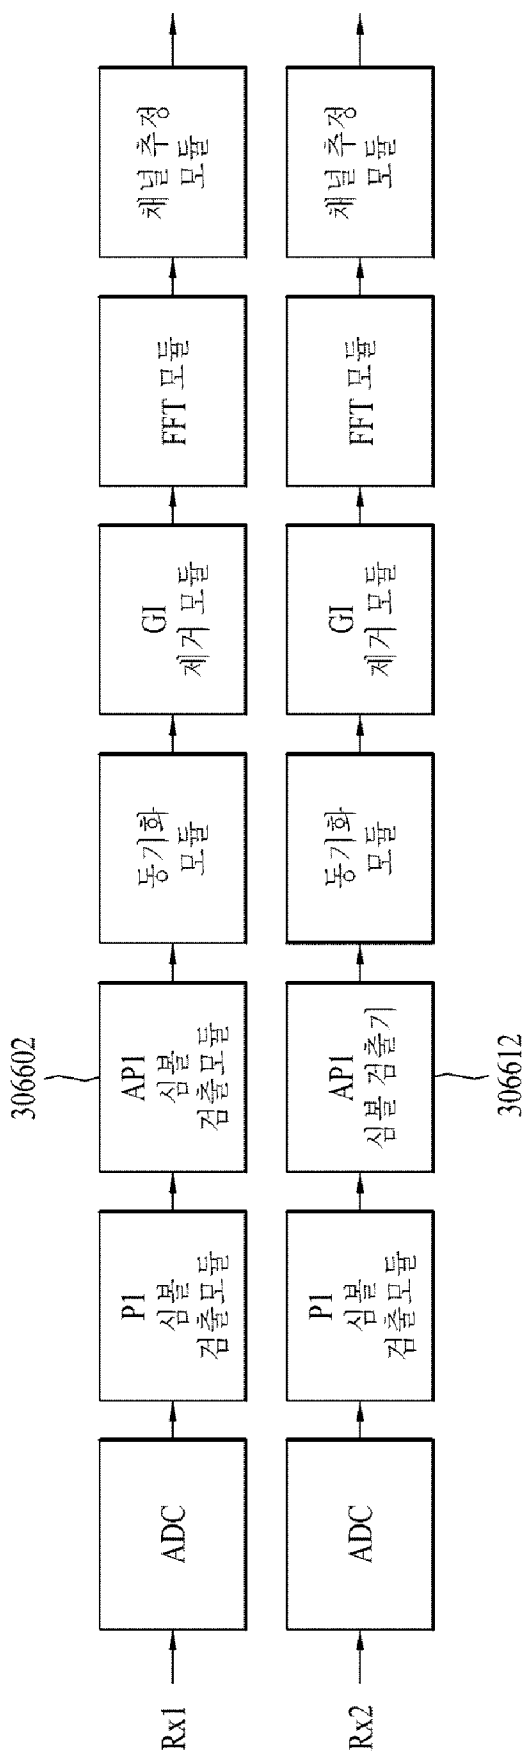 306602
Rx1
ADC
P1
심볼
검출모듈
AP1
심볼
검출모듈
동기화
모듈
GI
제거 모듈
FFT 모듈
채널 추정
모듈
Rx2
ADC
P1
심볼
검출모듈
AP1
심볼 검출기
동기화
모듈
GI
제거 모듈
FFT 모듈
채널 추정
모듈
306612